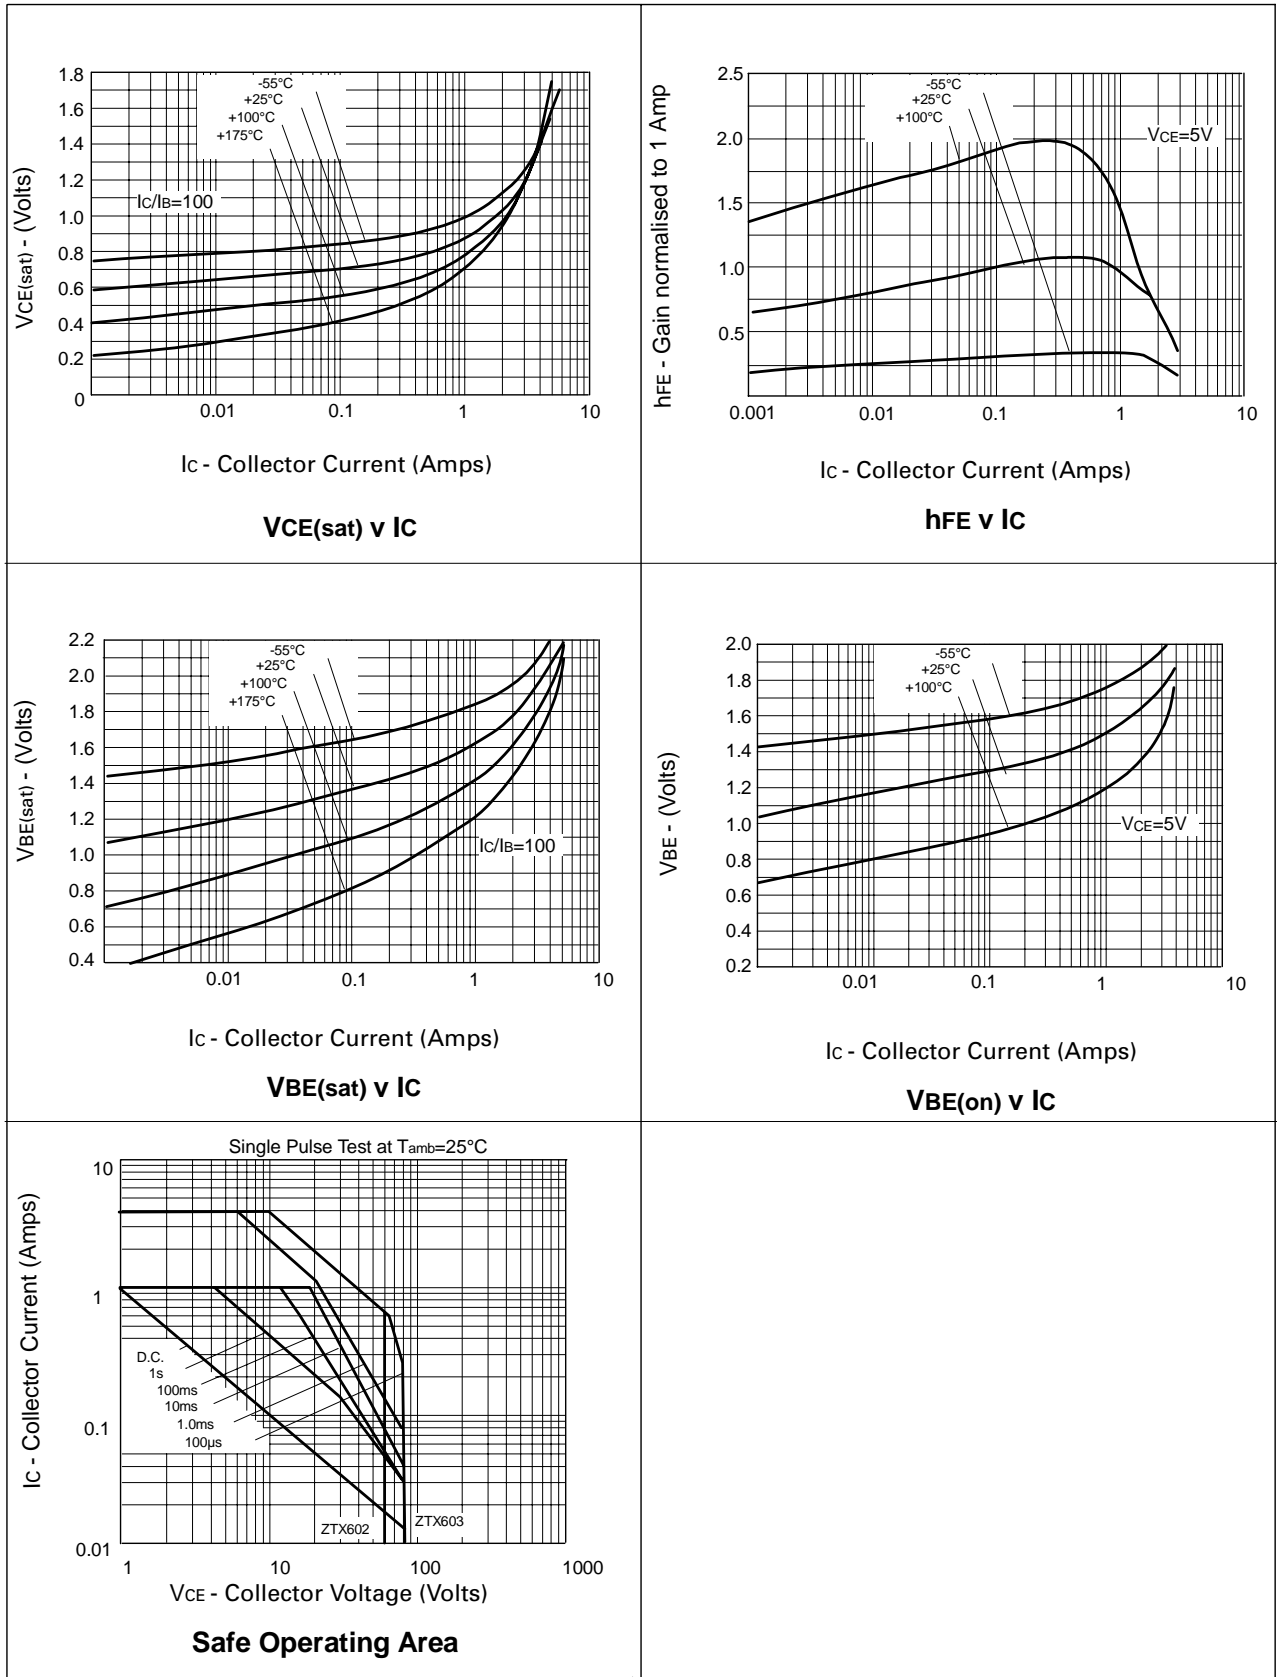 1.8
1.6
1.4
1.2
1.0
0.8
0.6
0.4
0.2
0
-55°C
+25°C
+100°C
+175°C
IC/IB=100
VCE(sat) - (Volts)
0.01
0.1
1
10
IC - Collector Current (Amps)
VCE(sat) v IC
2.5
2.0
1.5
1.0
0.5
-55°C
+25°C
+100°C
VCE=5V
hFE - Gain normalised to 1 Amp
0.001
0.01
0.1
1
10
IC - Collector Current (Amps)
hFE v IC
2.2
2.0
1.8
1.6
1.4
1.2
1.0
0.8
0.6
0.4
-55°C
+25°C
+100°C
+175°C
IC/IB=100
VBE(sat) - (Volts)
0.01
0.1
1
10
IC - Collector Current (Amps)
VBE(sat) v IC
2.0
1.8
1.6
1.4
1.2
1.0
0.8
0.6
0.4
0.2
-55°C
+25°C
+100°C
VCE=5V
VBE - (Volts)
0.01
0.1
1
10
IC - Collector Current (Amps)
VBE(on) v IC
Single Pulse Test at Tamb=25°C
10
1
0.1
0.01
IC - Collector Current (Amps)
D.C.
1s
100ms
10ms
1.0ms
100µs
ZTX602
ZTX603
1
10
100
1000
VCE - Collector Voltage (Volts)
Safe Operating Area